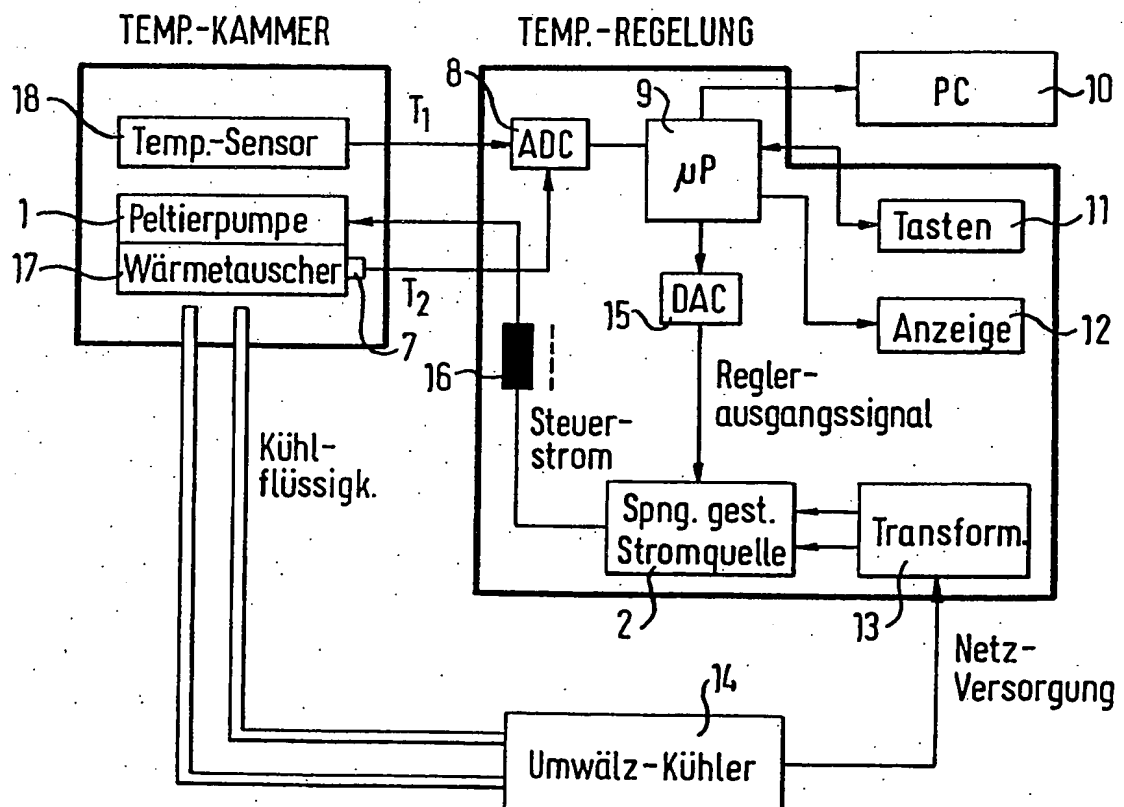 TEMP.-KAMMER
TEMP.-REGELUNG
18
Temp.-Sensor
T1
8
ADC
9
µP
PC
10
1
Peltierpumpe
17
Wärmetauscher
T2
7
Tasten
11
15
DAC
Anzeige
12
16
Steuer-
strom
Regler-
ausgangssignal
Kühl-
flüssigk.
Spng. gest.
Stromquelle
2
Transform.
13
Netz-
Versorgung
14
Umwälz-Kühler